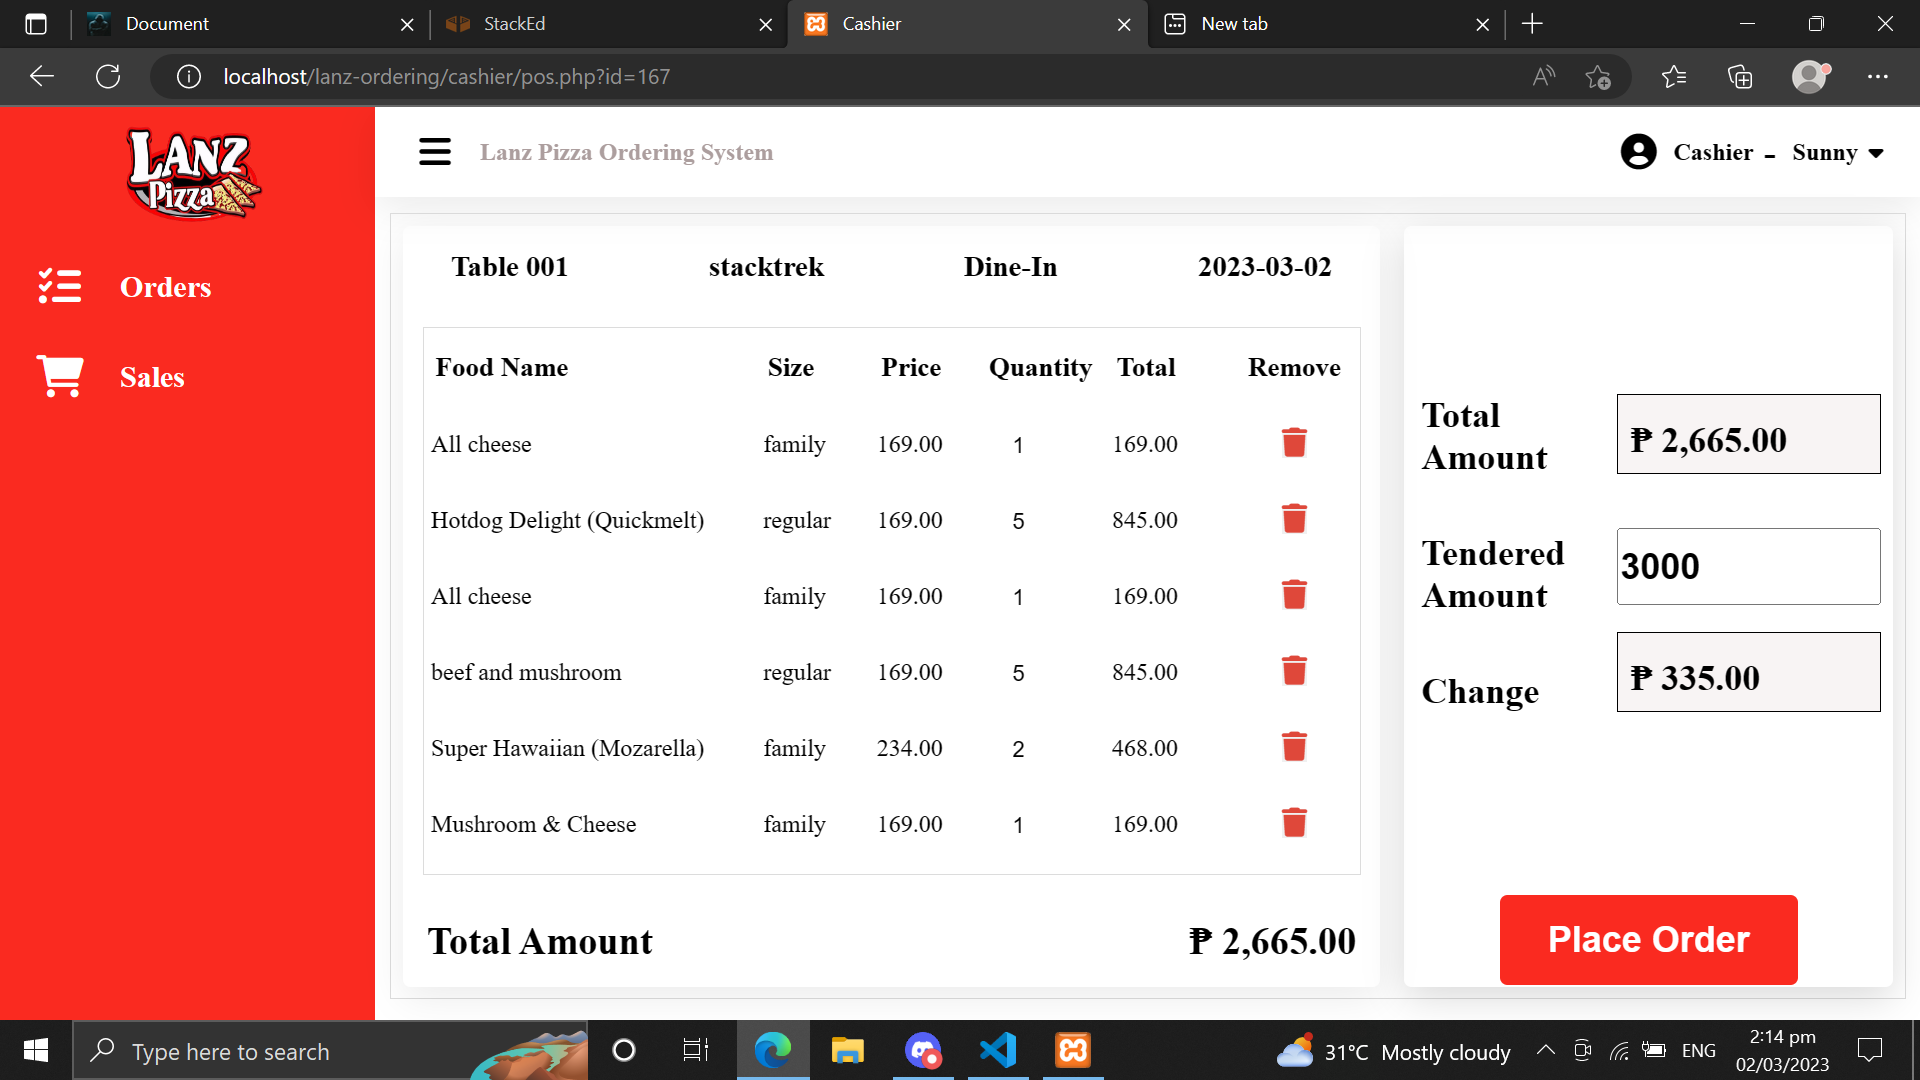 Document
StackEd
Cashier
New tab
localhost/lanz-ordering/cashier/pos.php?id=167
LANZ
Pizza
Lanz Pizza Ordering System
Cashier - Sunny
Orders
Sales
Table 001 stacktrek Dine-In 2023-03-02
Food Name Size Price Quantity Total Remove
All cheese family 169.00 1 169.00
Hotdog Delight (Quickmelt) regular 169.00 5 845.00
All cheese family 169.00 1 169.00
beef and mushroom regular 169.00 5 845.00
Super Hawaiian (Mozarella) family 234.00 2 468.00
Mushroom & Cheese family 169.00 1 169.00
Total Amount ₱ 2,665.00
Total
Amount
₱ 2,665.00
Tendered
Amount
3000
Change
₱ 335.00
Place Order
Type here to search
31°C Mostly cloudy
ENG
2:14 pm
02/03/2023